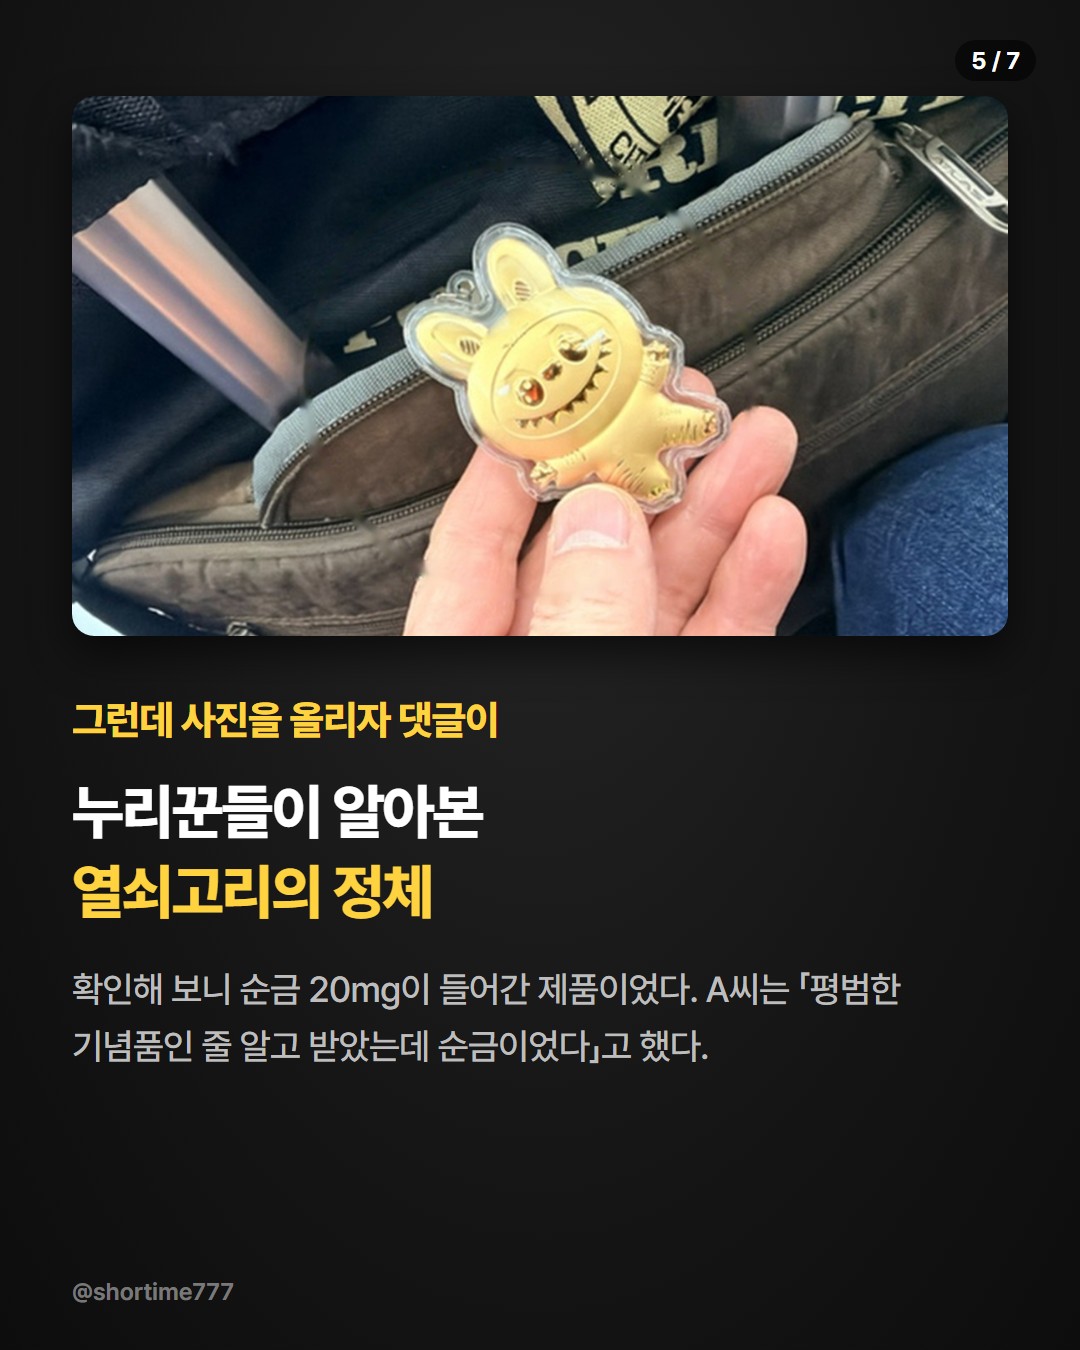 5 / 7
그런데 사진을 올리자 댓글이
누리꾼들이 알아본
열쇠고리의 정체
확인해 보니 순금 20mg이 들어간 제품이었다. A씨는 「평범한
기념품인 줄 알고 받았는데 순금이었다」고 했다.
@shortime777